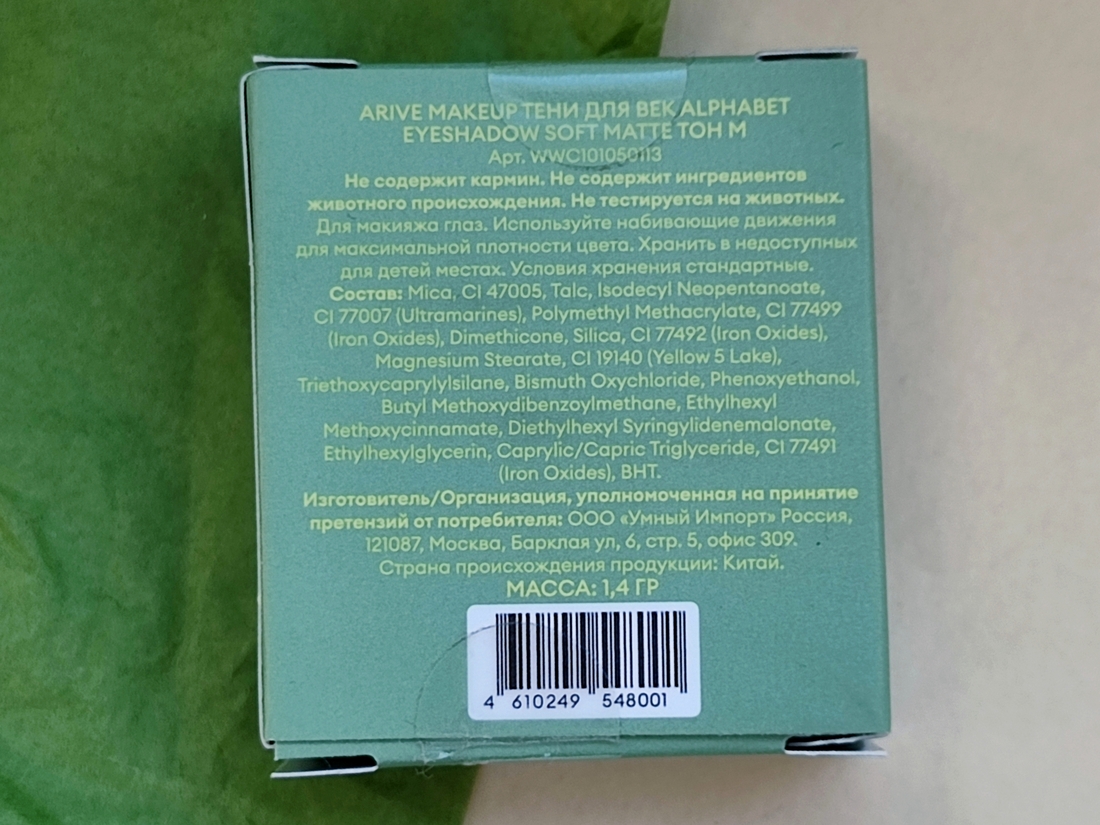 ARIVE MAKEUP ТЕНИ ДЛЯ ВЕК ALPHABET
EYESHADOW SOFT MATTE ТОН M
Арт. WWC101050113
Не содержит кармин. Не содержит ингредиентов
животного происхождения. Не тестируется на животных.
Для макияжа глаз. Используйте набивающие движения
для максимальной плотности цвета. Хранить в недоступных
для детей местах. Условия хранения стандартные.
Состав: Mica, CI 47005, Talc, Isodecyl Neopentanoate,
CI 77007 (Ultramarines), Polymethyl Methacrylate, CI 77499
(Iron Oxides), Dimethicone, Silica, CI 77492 (Iron Oxides),
Magnesium Stearate, CI 19140 (Yellow 5 Lake),
Triethoxycaprylylsilane, Bismuth Oxychloride, Phenoxyethanol,
Butyl Methoxydibenzoylmethane, Ethylhexyl
Methoxycinnamate, Diethylhexyl Syringylidenemalonate,
Ethylhexylglycerin, Caprylic/Capric Triglyceride, CI 77491
(Iron Oxides), BHT.
Изготовитель/Организация, уполномоченная на принятие
претензий от потребителя: ООО «Умный Импорт» Россия,
121087, Москва, Барклая ул, 6, стр. 5, офис 309.
Страна происхождения продукции: Китай.
МАССА: 1,4 ГР
4 610249 548001